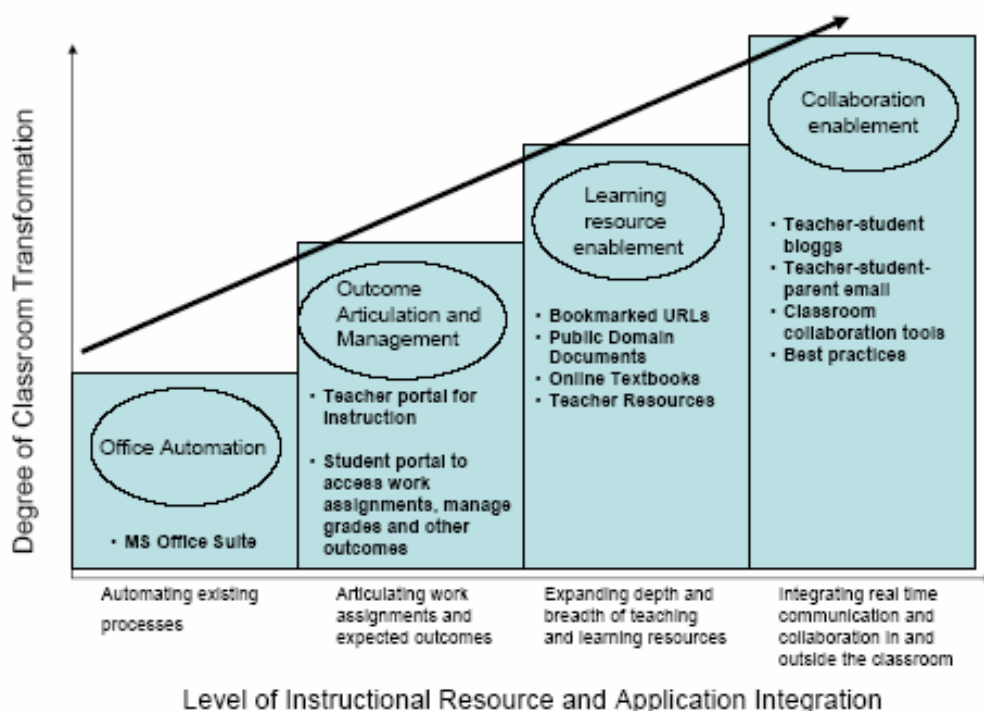 Degree of Classroom Transformation
Office Automation
• MS Office Suite
Automating existing
processes
Outcome
Articulation and
Management
• Teacher portal for
Instruction
• Student portal to
access work
assignments, manage
grades and other
outcomes
Articulating work
assignments and
expected outcomes
Learning
resource
enablement
• Bookmarked URLs
• Public Domain
Documents
• Online Textbooks
• Teacher Resources
Expanding depth and
breadth of teaching
and learning resources
Collaboration
enablement
• Teacher-student
bloggs
• Teacher-student-
parent email
• Classroom
collaboration tools
• Best practices
Integrating real time
communication and
collaboration in and
outside the classroom
Level of Instructional Resource and Application Integration